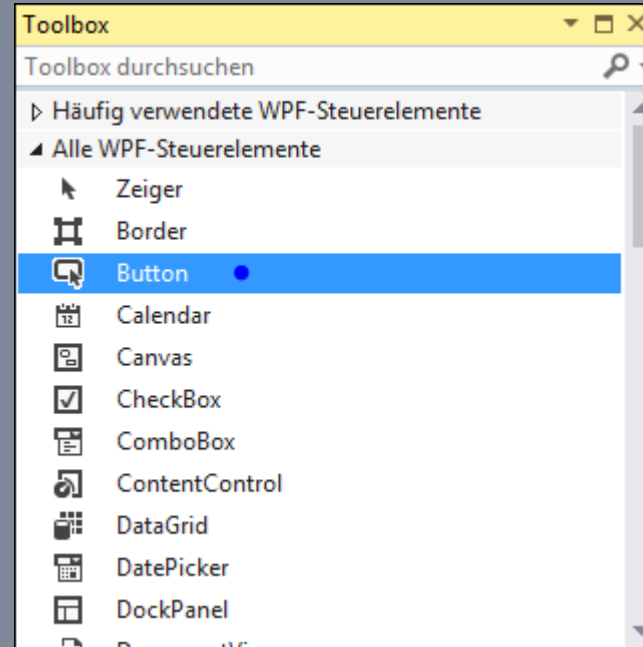 Toolbox
Toolbox durchsuchen
Häufig verwendete WPF-Steuerelemente
Alle WPF-Steuerelemente
Zeiger
Border
Button
Calendar
Canvas
CheckBox
ComboBox
ContentControl
DataGrid
DatePicker
DockPanel